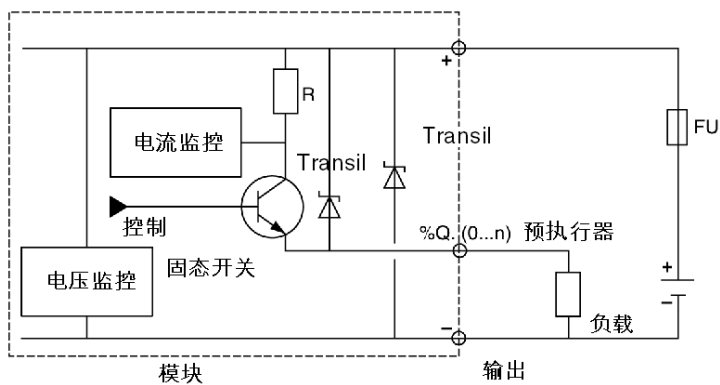 +
R
FU
电流监控
Transil
Transil
控制
%Q. (0...n) 预执行器
固态开关
电压监控
+
−
负载
−
模块
输出